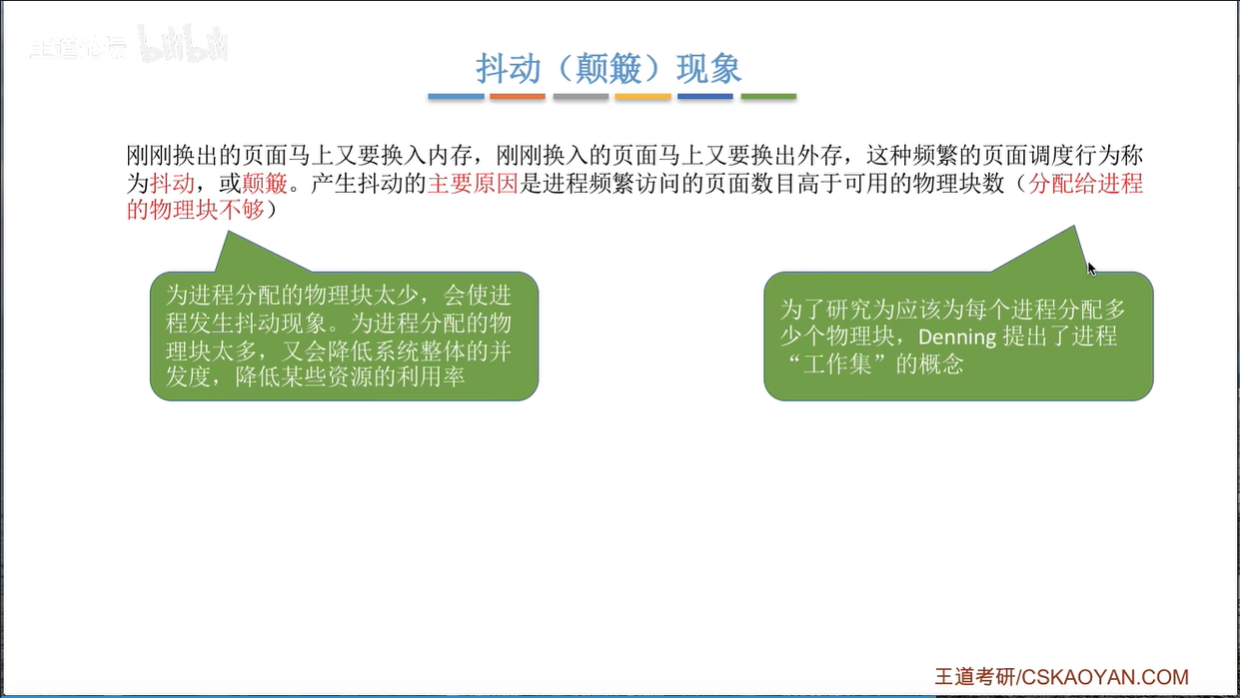 王道论坛 bilibili
抖动（颠簸）现象
刚刚换出的页面马上又要换入内存，刚刚换入的页面马上又要换出外存，这种频繁的页面调度行为称
为抖动，或颠簸。产生抖动的主要原因是进程频繁访问的页面数目高于可用的物理块数（分配给进程
的物理块不够）
为进程分配的物理块太少，会使进
程发生抖动现象。为进程分配的物
理块太多，又会降低系统整体的并
发度，降低某些资源的利用率
为了研究为应该为每个进程分配多
少个物理块，Denning 提出了进程
“工作集”的概念
王道考研/CSKAOYAN.COM